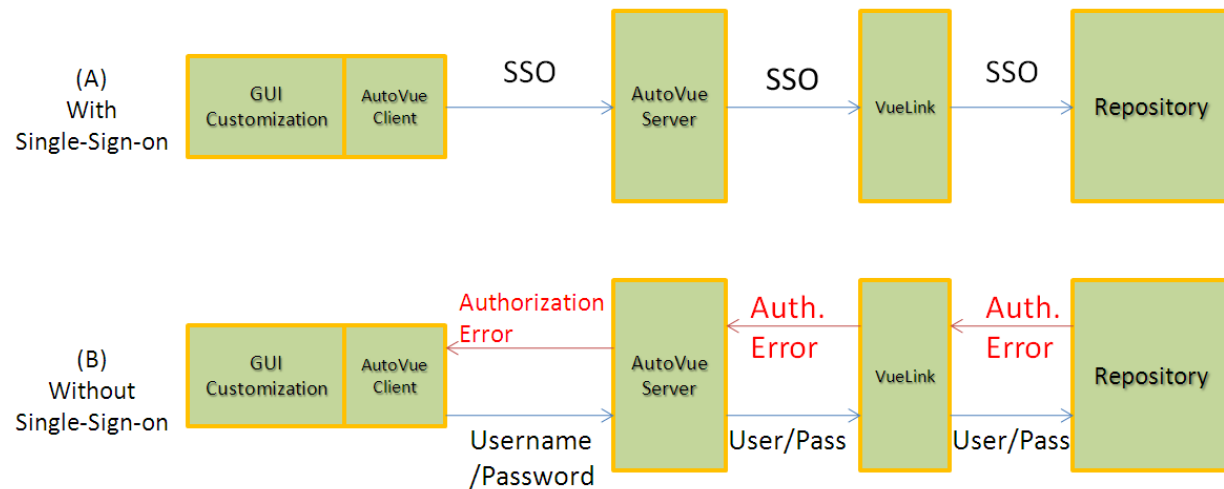 (A)
With
Single-Sign-on
GUI
Customization
AutoVue
Client
SSO
AutoVue
Server
SSO
VueLink
SSO
Repository
(B)
Without
Single-Sign-on
GUI
Customization
AutoVue
Client
Authorization
Error
Username
/Password
AutoVue
Server
Auth.
Error
User/Pass
VueLink
Auth.
Error
User/Pass
Repository